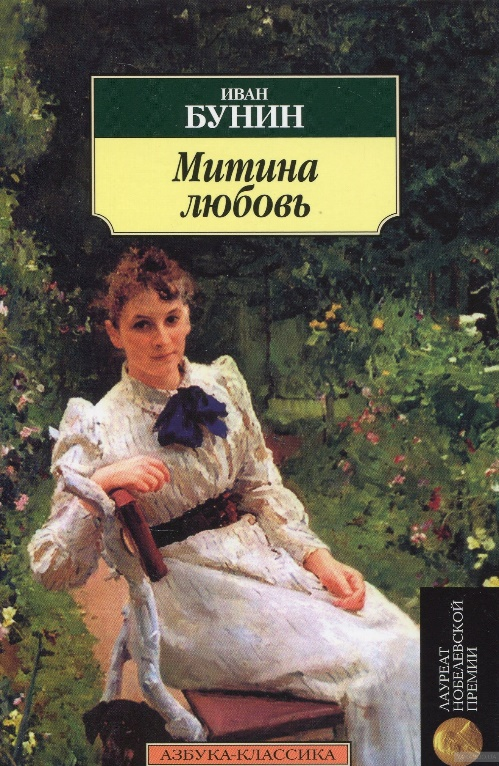 ИВАН
БУНИН
Митина
любовь
ЛАУРЕАТ
НОБЕЛЕВСКОЙ
ПРЕМИИ
АЗБУКА-КЛАССИКА